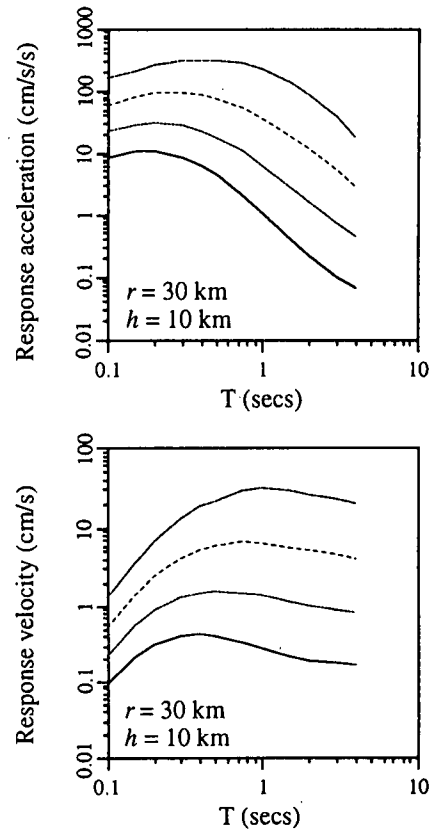 Response acceleration (cm/s/s)
1000
100
10
1
0.1
0.01
r = 30 km
h = 10 km
0.1 1 10
T (secs)
Response velocity (cm/s)
100
10
1
0.1
0.01
r = 30 km
h = 10 km
0.1 1 10
T (secs)